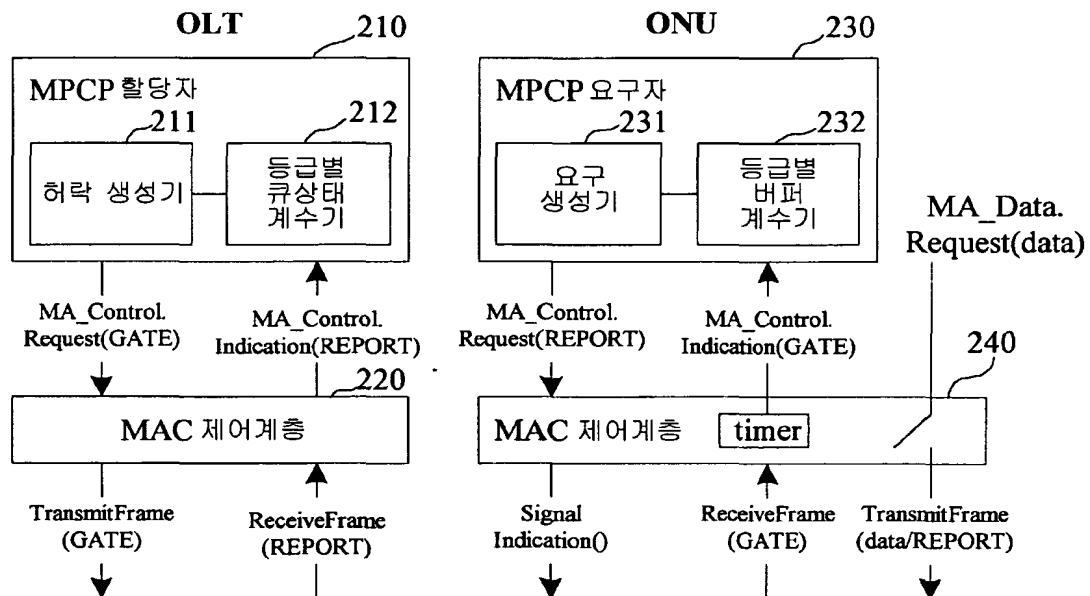 OLT
210
MPCP 할당자
211
212
허락 생성기
등급별
큐상태
계수기
MA_Control.
Request(GATE)
MA_Control.
Indication(REPORT)
220
MAC 제어계층
TransmitFrame
(GATE)
ReceiveFrame
(REPORT)
ONU
230
MPCP 요구자
231
232
요구
생성기
등급별
버퍼
계수기
MA_Data.
Request(data)
MA_Control.
Request(REPORT)
MA_Control.
Indication(GATE)
240
MAC 제어계층
timer
Signal
Indication()
ReceiveFrame
(GATE)
TransmitFrame
(data/REPORT)